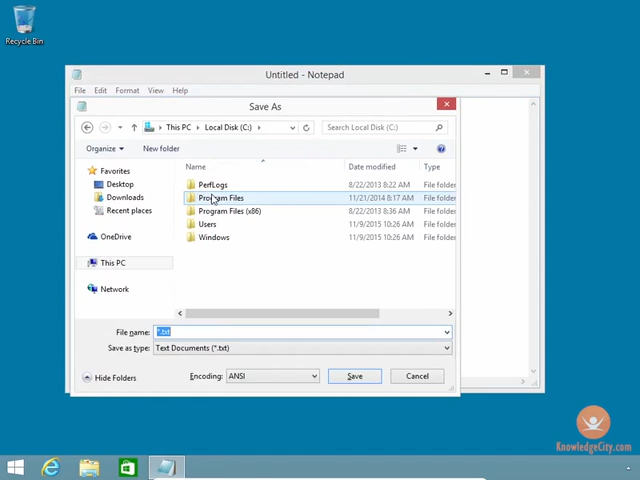 Recycle Bin
Untitled - Notepad
File Edit Format View Help
Save As
This PC Local Disk (C:) Search Local Disk (C:)
Organize New folder
Favorites
Desktop
Downloads
Recent places
OneDrive
This PC
Network
Name Date modified Type
PerfLogs 8/22/2013 8:22 AM File folder
Program Files 11/21/2014 8:17 AM File folder
Program Files (x86) 8/22/2013 8:36 AM File folder
Users 11/9/2015 10:26 AM File folder
Windows 11/9/2015 10:26 AM File folder
File name: *.txt
Save as type: Text Documents (*.txt)
Hide Folders Encoding: ANSI Save Cancel
KnowledgeCity.com